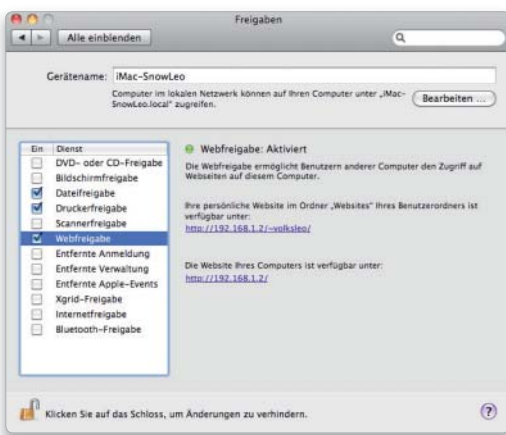 Freigaben
Alle einblenden
Gerätename: iMac-SnowLeo
Computer im lokalen Netzwerk können auf Ihren Computer unter „iMac-
SnowLeo.local“ zugreifen.
Bearbeiten ...
Ein Dienst
DVD- oder CD-Freigabe
Bildschirmfreigabe
Dateifreigabe
Druckerfreigabe
Scannerfreigabe
Webfreigabe
Entfernte Anmeldung
Entfernte Verwaltung
Entfernte Apple-Events
Xgrid-Freigabe
Internetfreigabe
Bluetooth-Freigabe
Webfreigabe: Aktiviert
Die Webfreigabe ermöglicht Benutzern anderer Computer den Zugriff auf
Webseiten auf diesem Computer.
Ihre persönliche Website im Ordner „Websites“ Ihres Benutzerordners ist
verfügbar unter:
http://192.168.1.2/~volksleo/
Die Website Ihres Computers ist verfügbar unter:
http://192.168.1.2/
Klicken Sie auf das Schloss, um Änderungen zu verhindern.
?